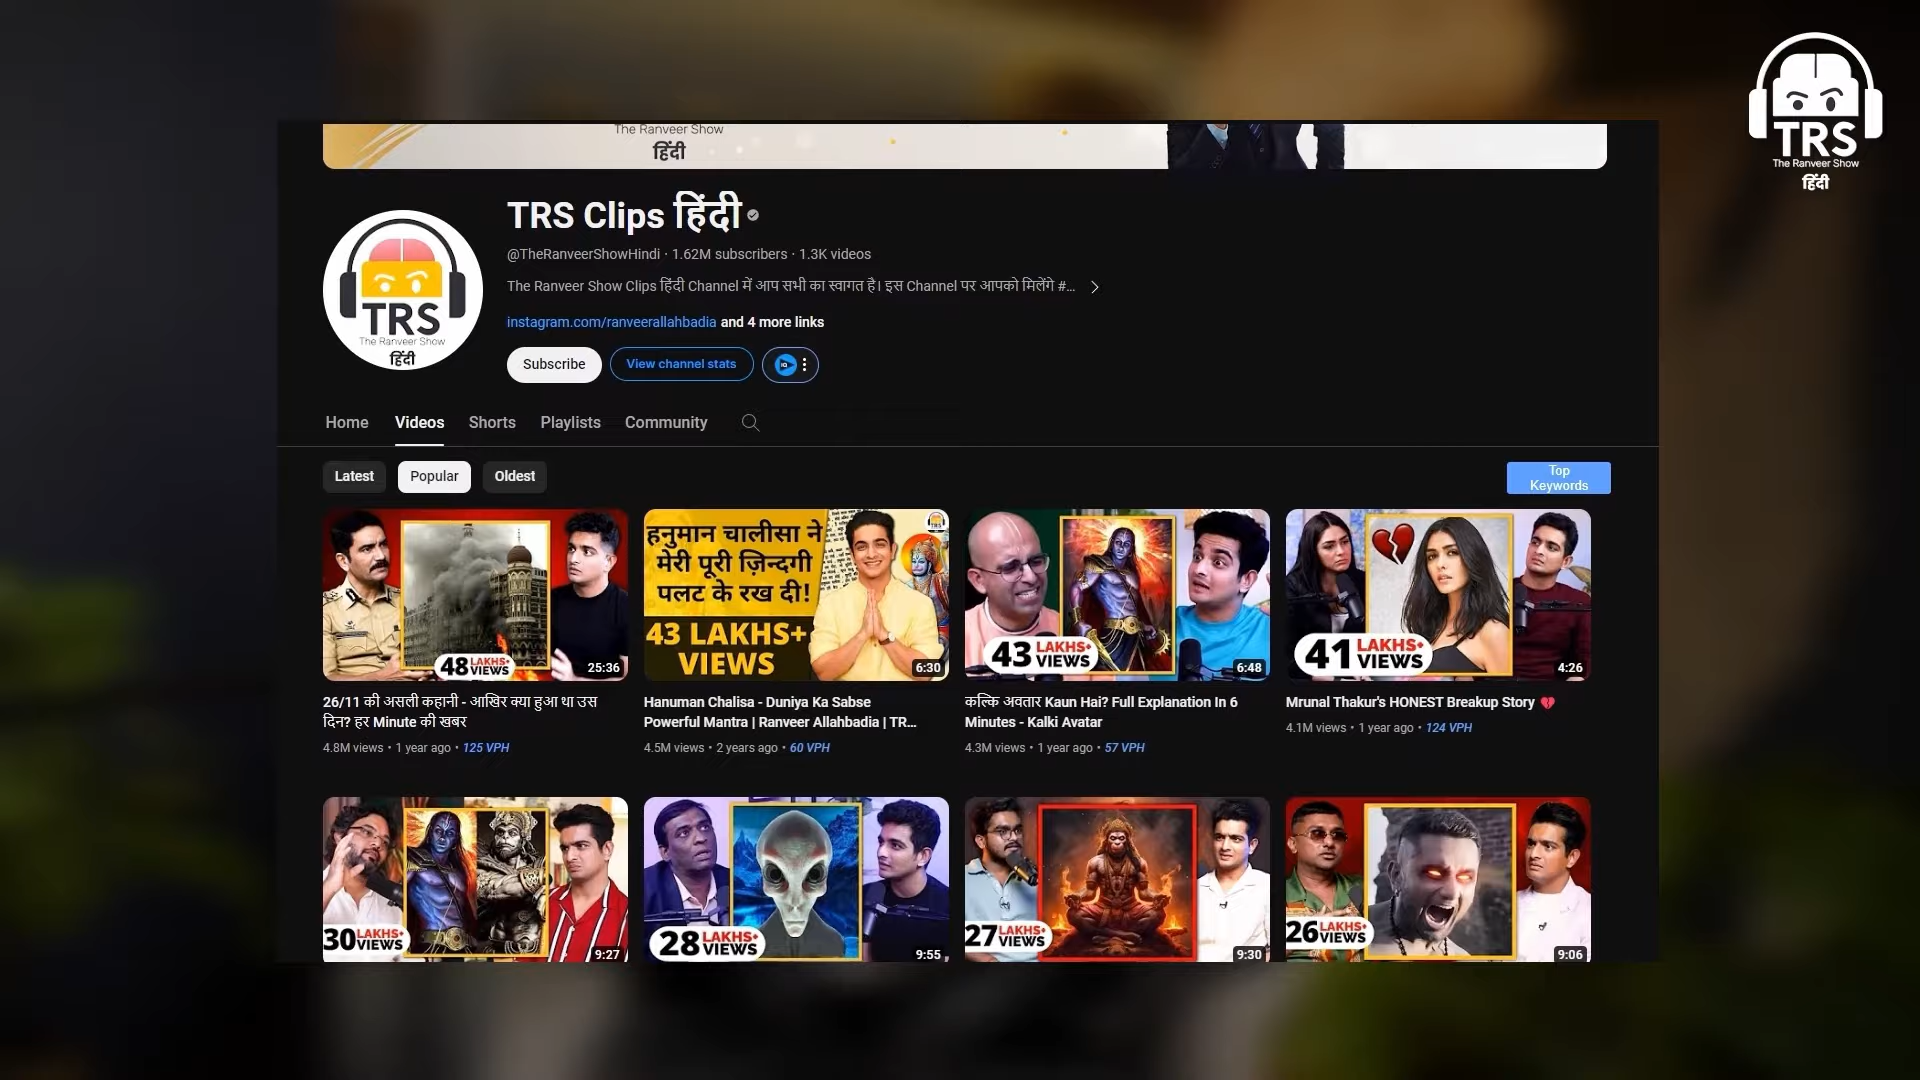 The Ranveer Show
हिंदी
TRS
The Ranveer Show
हिंदी
TRS Clips हिंदी
@TheRanveerShowHindi · 1.62M subscribers · 1.3K videos
The Ranveer Show Clips हिंदी Channel में आप सभी का स्वागत है। इस Channel पर आपको मिलेंगे #...
instagram.com/ranveerallahbadia and 4 more links
TRS
The Ranveer Show
हिंदी
Subscribe
View channel stats
Home
Videos
Shorts
Playlists
Community
Latest
Popular
Oldest
Top
Keywords
48 LAKHS+
VIEWS
25:36
हनुमान चालीसा ने
मेरी पूरी ज़िन्दगी
पलट के रख दी!
43 LAKHS+
VIEWS
6:30
43 LAKHS+
VIEWS
6:48
41 LAKHS+
VIEWS
4:26
26/11 की असली कहानी - आखिर क्या हुआ था उस
दिन? हर Minute की खबर
4.8M views • 1 year ago • 125 VPH
Hanuman Chalisa - Duniya Ka Sabse
Powerful Mantra | Ranveer Allahbadia | TR...
4.5M views • 2 years ago • 60 VPH
कल्कि अवतार Kaun Hai? Full Explanation In 6
Minutes - Kalki Avatar
4.3M views • 1 year ago • 57 VPH
Mrunal Thakur's HONEST Breakup Story 💔
4.1M views • 1 year ago • 124 VPH
30 LAKHS+
VIEWS
9:27
28 LAKHS+
VIEWS
9:55
27 LAKHS+
VIEWS
9:30
26 LAKHS+
VIEWS
9:06